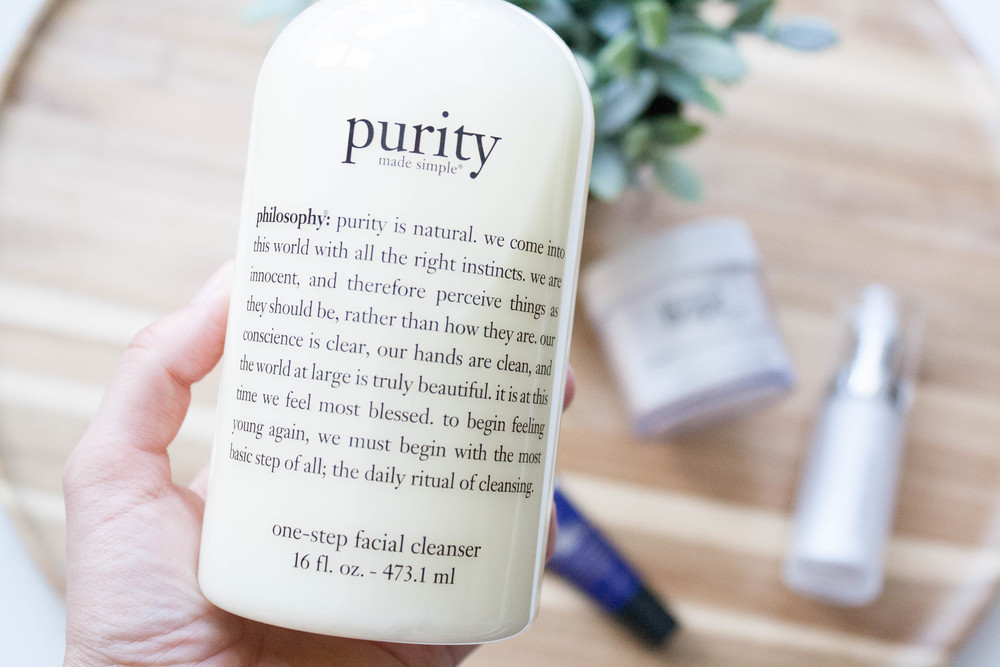 purity
made simple®
philosophy®: purity is natural. we come into
this world with all the right instincts. we are
innocent, and therefore perceive things as
they should be, rather than how they are. our
conscience is clear, our hands are clean, and
the world at large is truly beautiful. it is at this
time we feel most blessed. to begin feeling
young again, we must begin with the most
basic step of all; the daily ritual of cleansing.
one-step facial cleanser
16 fl. oz. - 473.1 ml